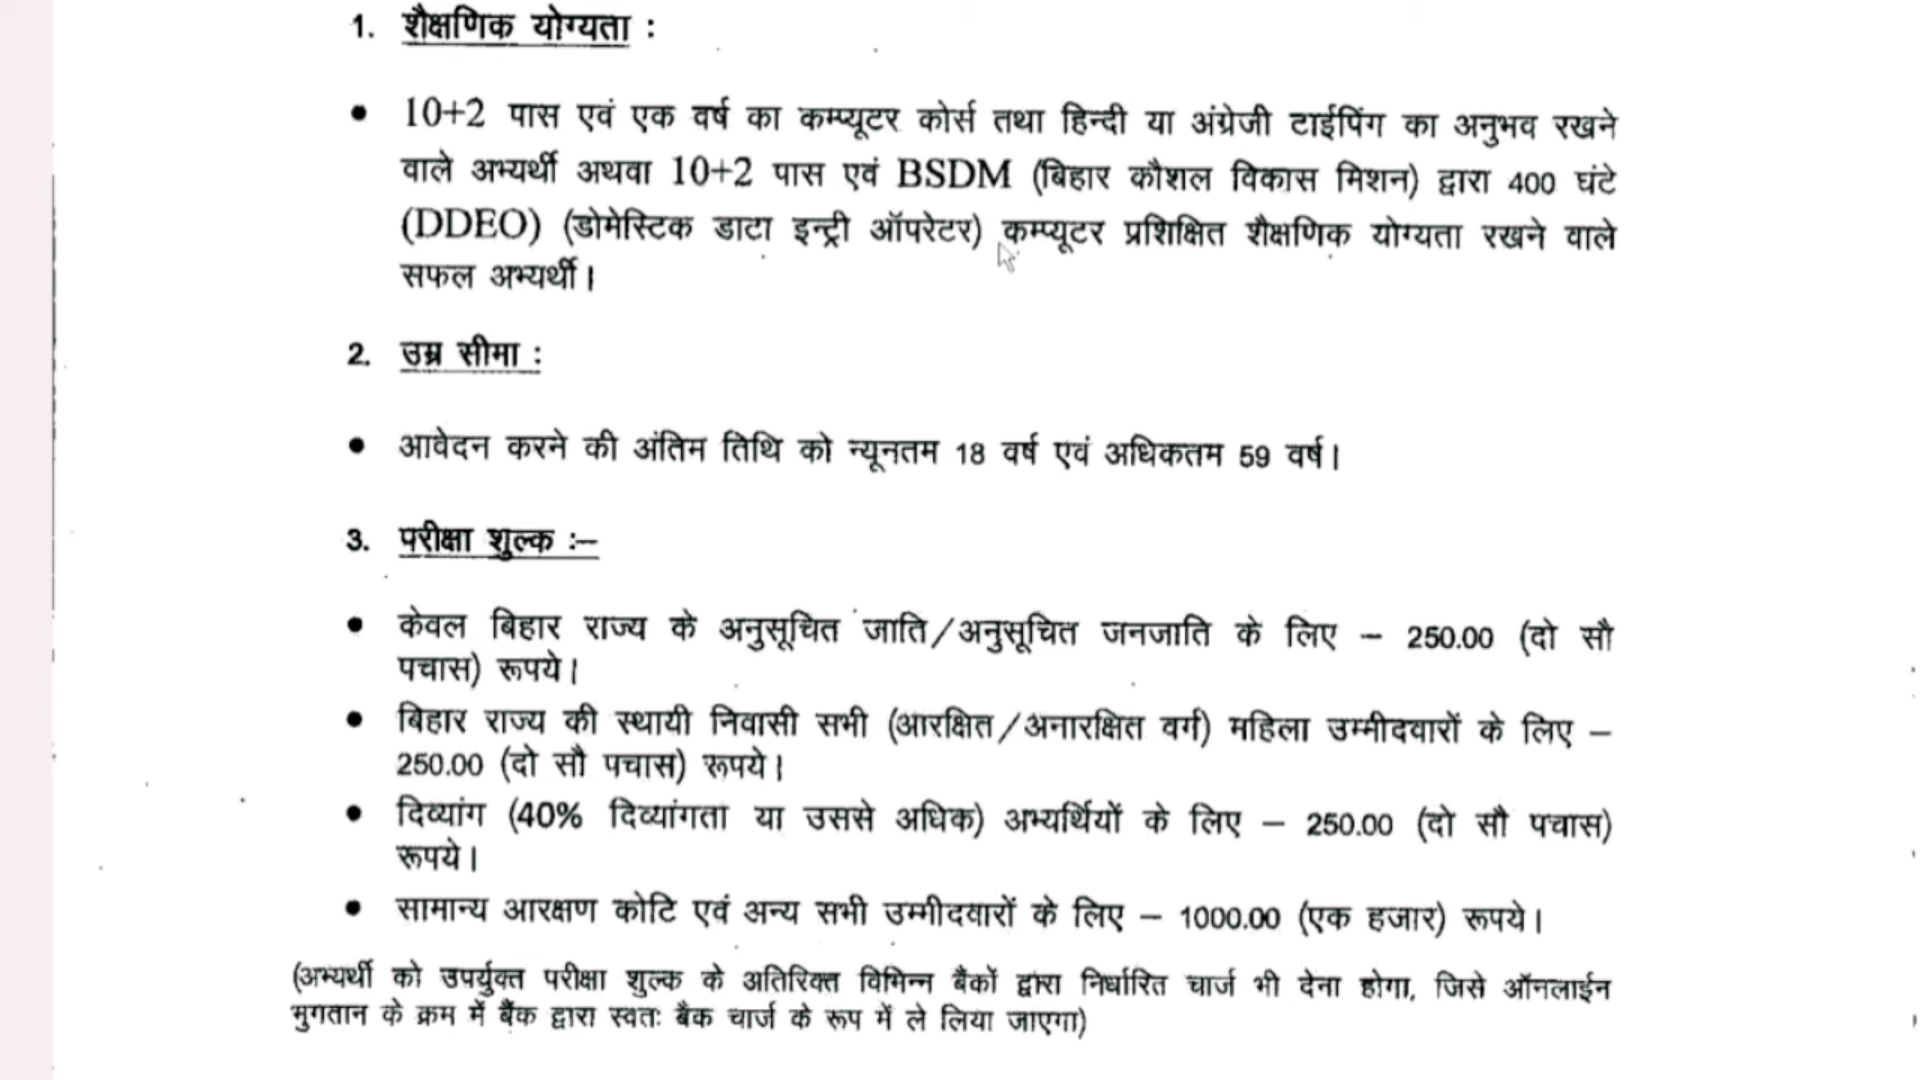 1. शैक्षणिक योग्यता :
• 10+2 पास एवं एक वर्ष का कम्प्यूटर कोर्स तथा हिन्दी या अंग्रेजी टाईपिंग का अनुभव रखने
वाले अभ्यर्थी अथवा 10+2 पास एवं BSDM (बिहार कौशल विकास मिशन) द्वारा 400 घंटे
(DDEO) (डोमेस्टिक डाटा इन्ट्री ऑपरेटर) कम्प्यूटर प्रशिक्षित शैक्षणिक योग्यता रखने वाले
सफल अभ्यर्थी।
2. उम्र सीमा :
• आवेदन करने की अंतिम तिथि को न्यूनतम 18 वर्ष एवं अधिकतम 59 वर्ष।
3. परीक्षा शुल्क :–
• केवल बिहार राज्य के अनुसूचित जाति/अनुसूचित जनजाति के लिए – 250.00 (दो सौ
पचास) रूपये।
• बिहार राज्य की स्थायी निवासी सभी (आरक्षित/अनारक्षित वर्ग) महिला उम्मीदवारों के लिए –
250.00 (दो सौ पचास) रूपये।
• दिव्यांग (40% दिव्यांगता या उससे अधिक) अभ्यर्थियों के लिए – 250.00 (दो सौ पचास)
रूपये।
• सामान्य आरक्षण कोटि एवं अन्य सभी उम्मीदवारों के लिए – 1000.00 (एक हजार) रूपये।
(अभ्यर्थी को उपर्युक्त परीक्षा शुल्क के अतिरिक्त विभिन्न बैकों द्वारा निर्धारित चार्ज भी देना होगा, जिसे ऑनलाईन
भुगतान के क्रम में बैंक द्वारा स्वतः बैक चार्ज के रूप में ले लिया जाएगा)